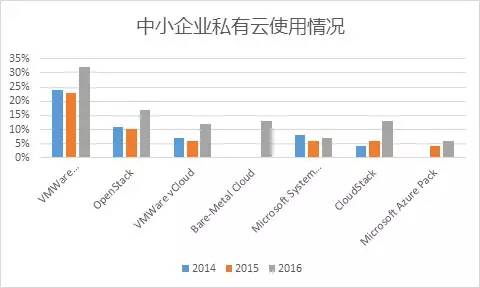 中小企业私有云使用情况
35%
30%
25%
20%
15%
10%
5%
0%
VMWare...
OpenStack
VMWare vCloud
Bare-Metal Cloud
Microsoft System...
CloudStack
Microsoft Azure Pack
2014 2015 2016